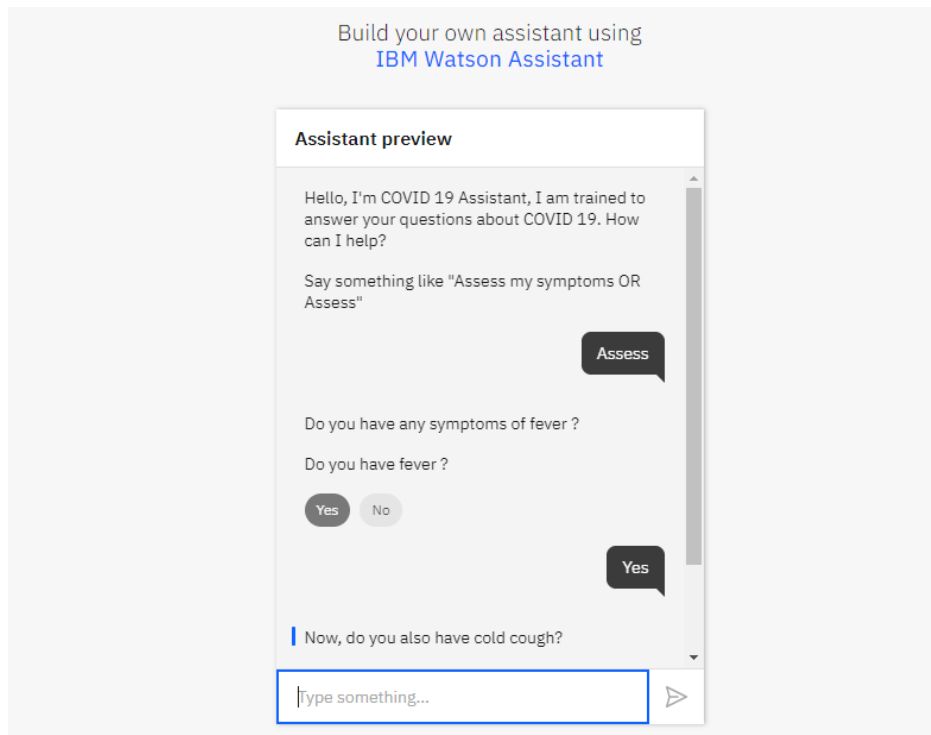 Build your own assistant using
IBM Watson Assistant
Assistant preview
Hello, I'm COVID 19 Assistant, I am trained to
answer your questions about COVID 19. How
can I help?
Say something like "Assess my symptoms OR
Assess"
Assess
Do you have any symptoms of fever ?
Do you have fever ?
Yes No
Yes
Now, do you also have cold cough?
Type something...